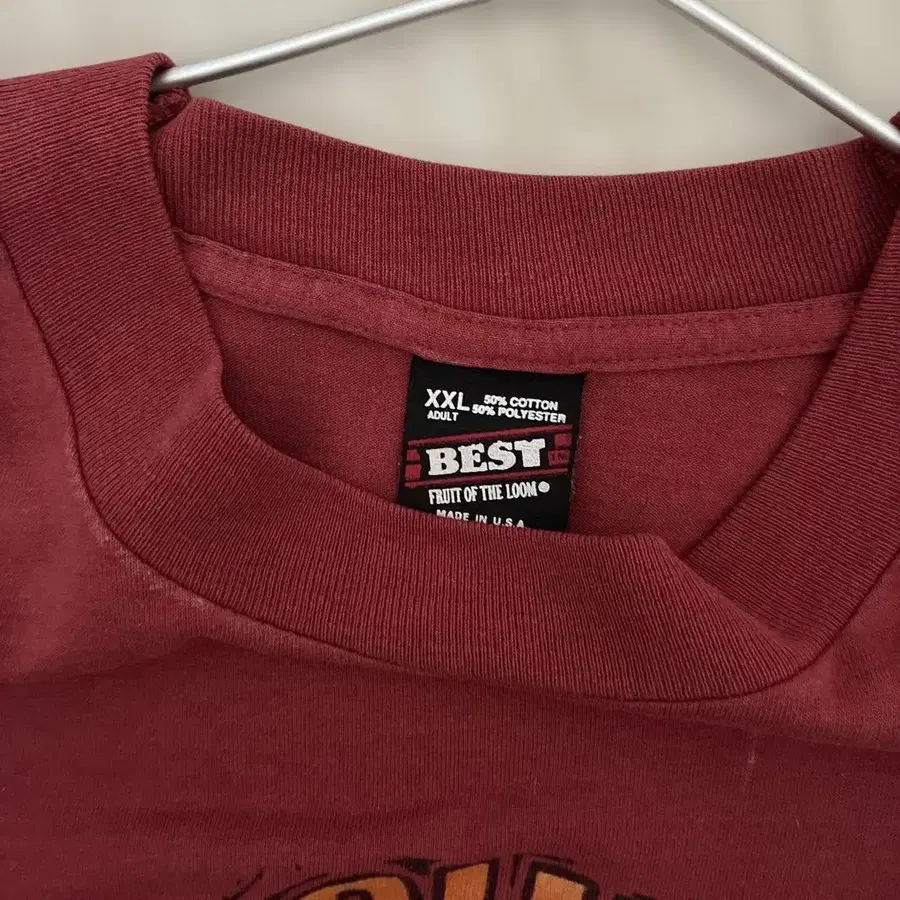 XXL 50% COTTON
ADULT 50% POLYESTER
BEST
FRUIT OF THE LOOM®
MADE IN U.S.A.